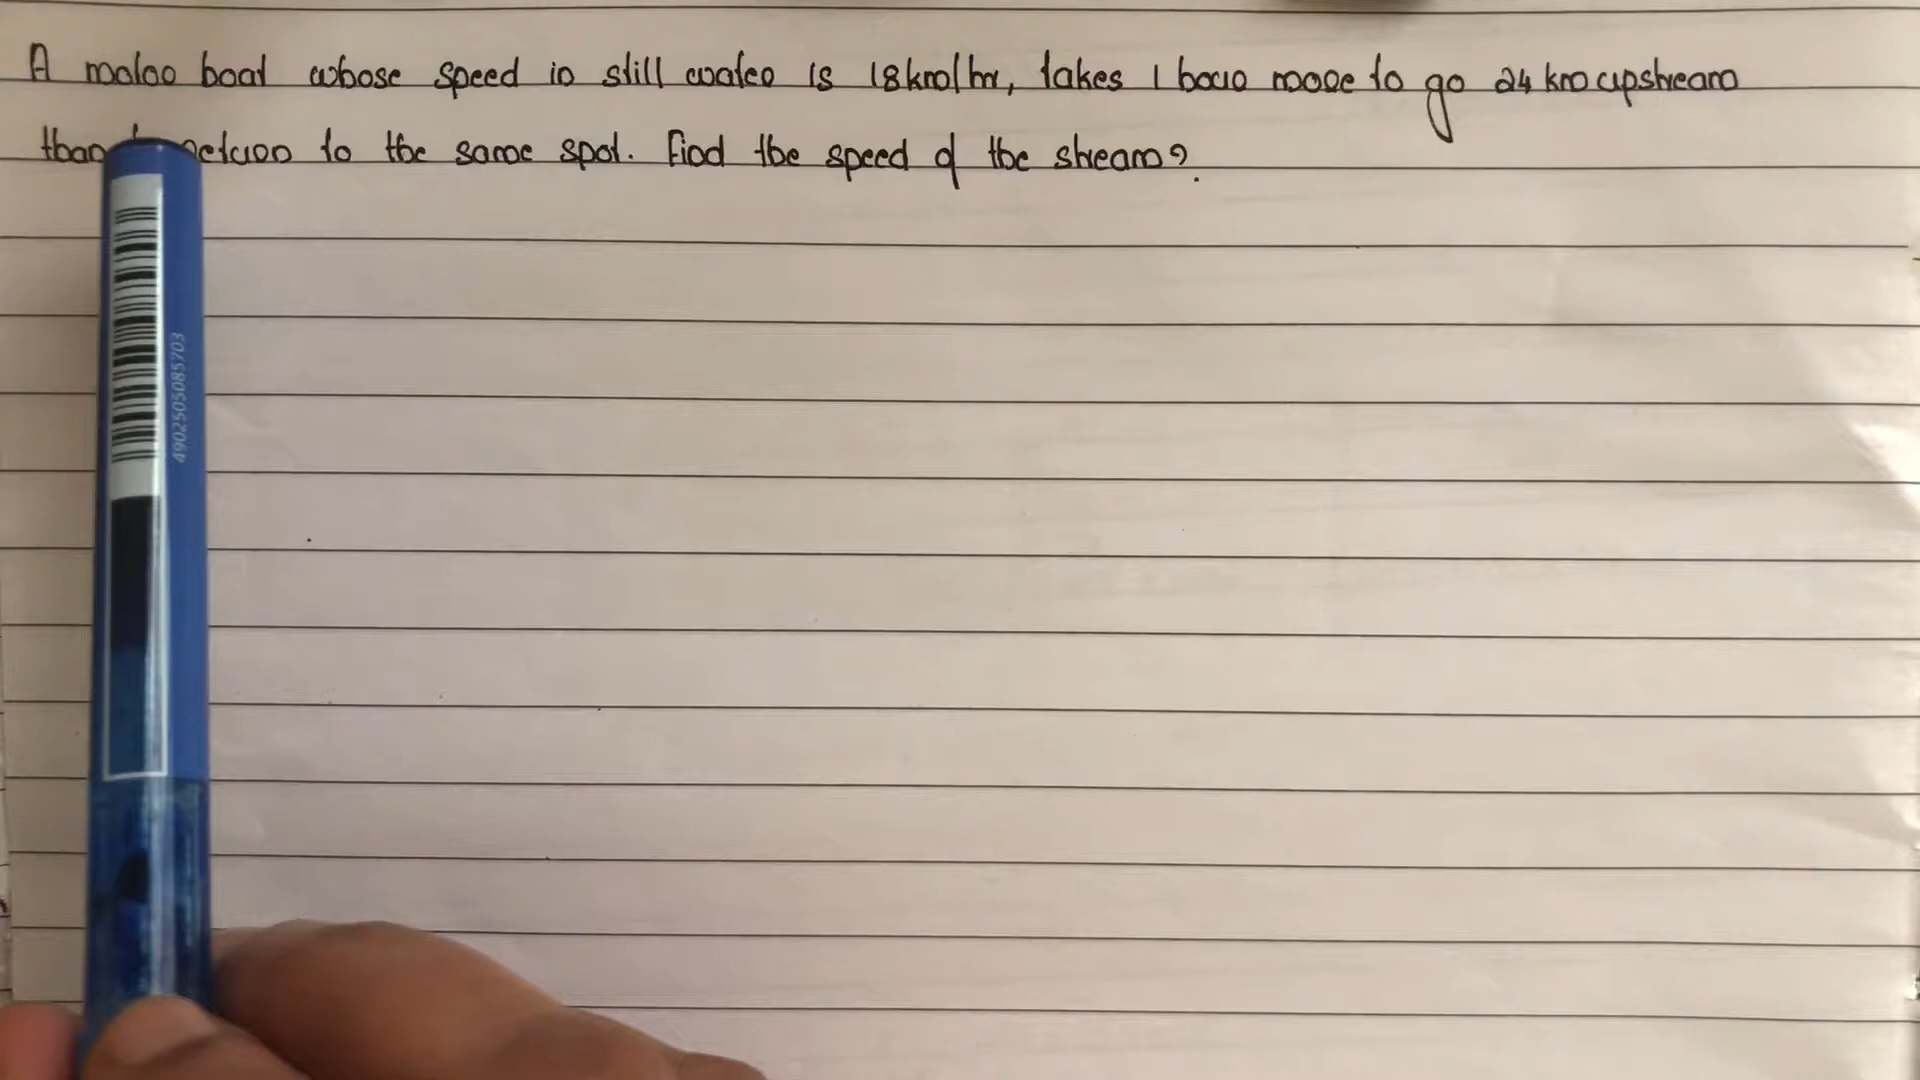 A motor boat whose speed in still water is 18km/hr, takes 1 hour more to go 24 km upstream
than return to the same spot. Find the speed of the stream?
4902505085703